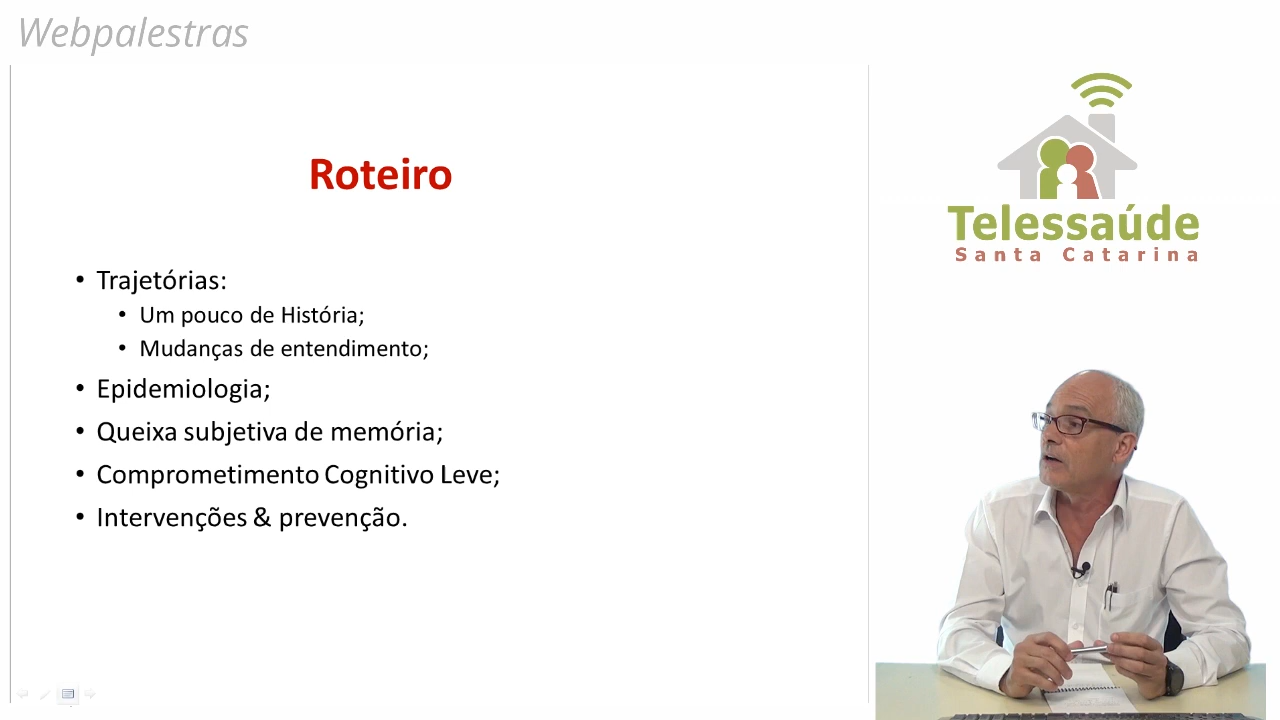 Webpalestras
Roteiro
• Trajetórias:
• Um pouco de História;
• Mudanças de entendimento;
• Epidemiologia;
• Queixa subjetiva de memória;
• Comprometimento Cognitivo Leve;
• Intervenções & prevenção.
Telessaúde
Santa Catarina